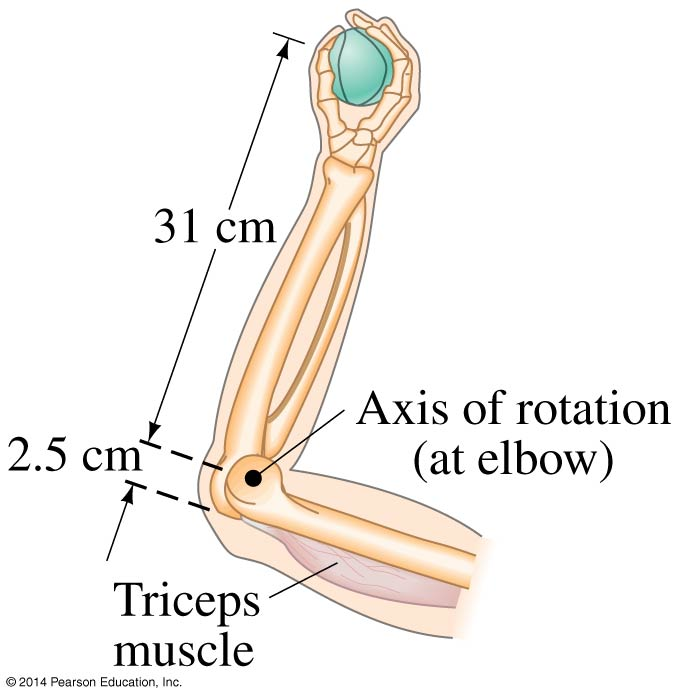 31 cm
Axis of rotation
(at elbow)
2.5 cm
Triceps
muscle
© 2014 Pearson Education, Inc.